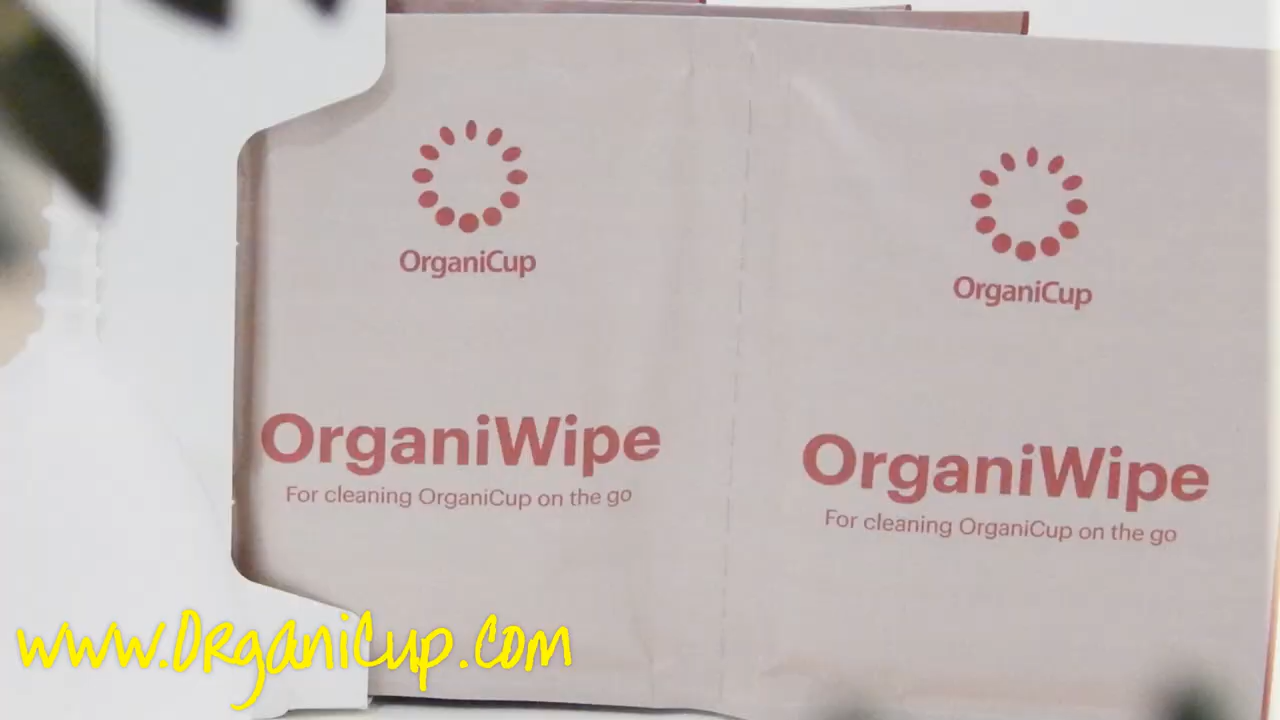 OrganiCup
OrganiWipe
For cleaning OrganiCup on the go
OrganiCup
OrganiWipe
For cleaning OrganiCup on the go
www.OrganiCup.com